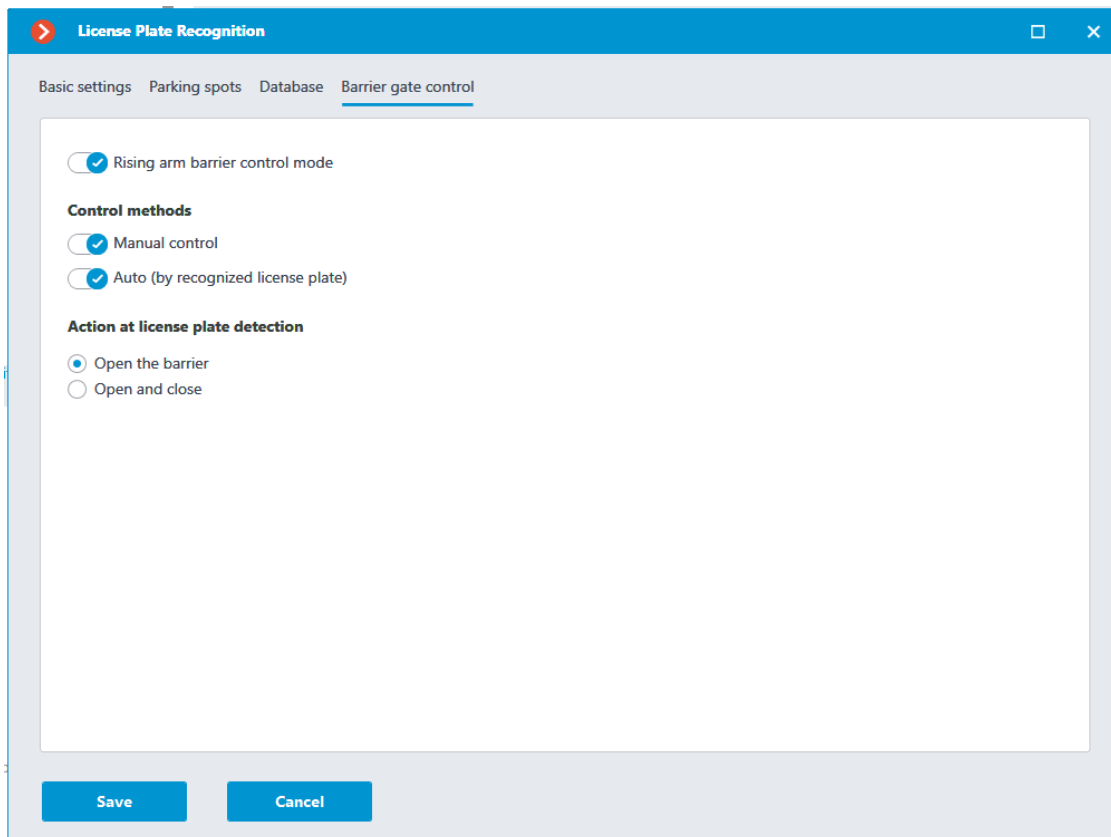 License Plate Recognition
Basic settings Parking spots Database Barrier gate control
Rising arm barrier control mode
Control methods
Manual control
Auto (by recognized license plate)
Action at license plate detection
Open the barrier
Open and close
Save Cancel